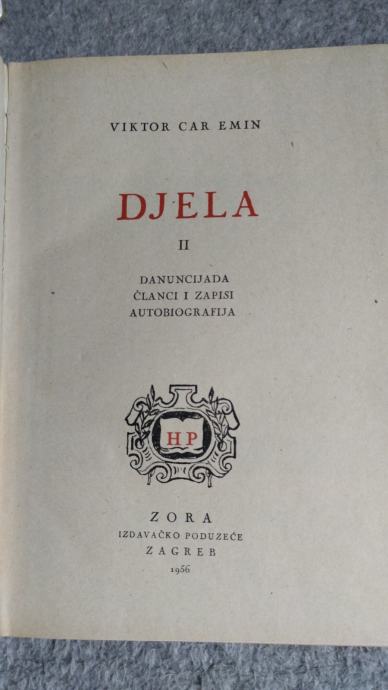 VIKTOR CAR EMIN
DJELA
II
DANUNCIJADA
ČLANCI I ZAPISI
AUTOBIOGRAFIJA
HP
ZORA
IZDAVAČKO PODUZEĆE
ZAGREB
1956